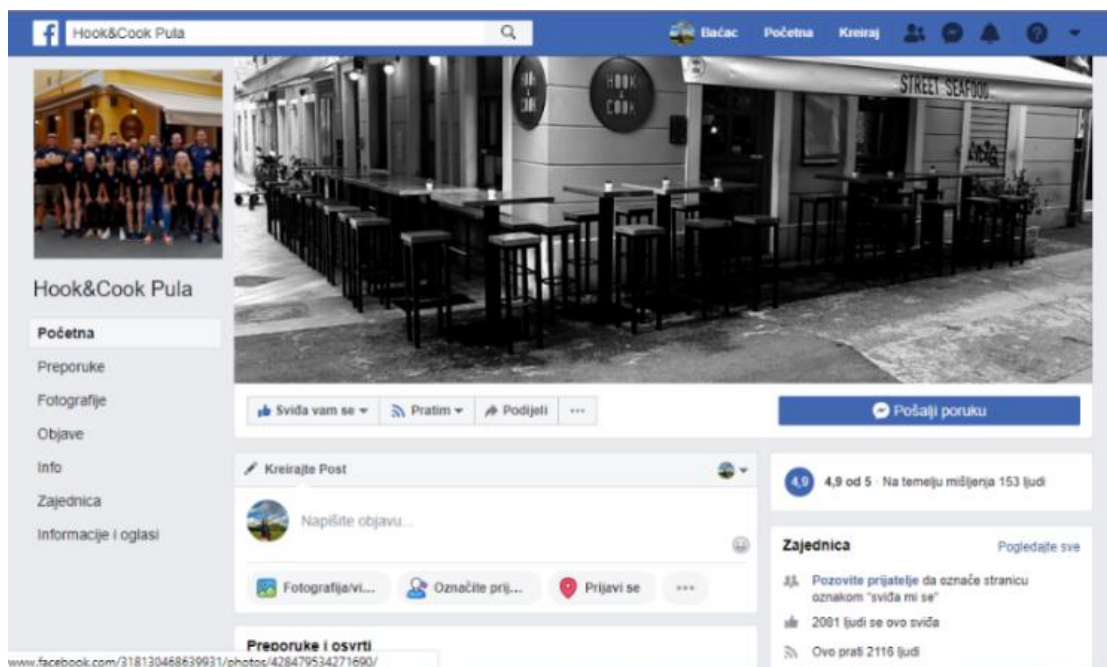 Hook&Cook Pula
Baćac Početna Kreiraj
HOOK & COOK
HOOK & COOK
STREET SEAFOOD
Hook&Cook Pula
Početna
Preporuke
Fotografije
Objave
Info
Zajednica
Informacije i oglasi
Sviđa vam se Pratim Podijeli ...
Pošalji poruku
Kreirajte Post
Napišite objavu...
Fotografija/vi... Označite prij... Prijavi se ...
Preporuke i osvrti
4,9 4,9 od 5 · Na temelju mišljenja 153 ljudi
Zajednica Pogledajte sve
Pozovite prijatelje da označe stranicu
oznakom "sviđa mi se"
2001 ljudi se ovo sviđa
Ovo prati 2116 ljudi
www.facebook.com/318130468639931/photos/428479534271690/